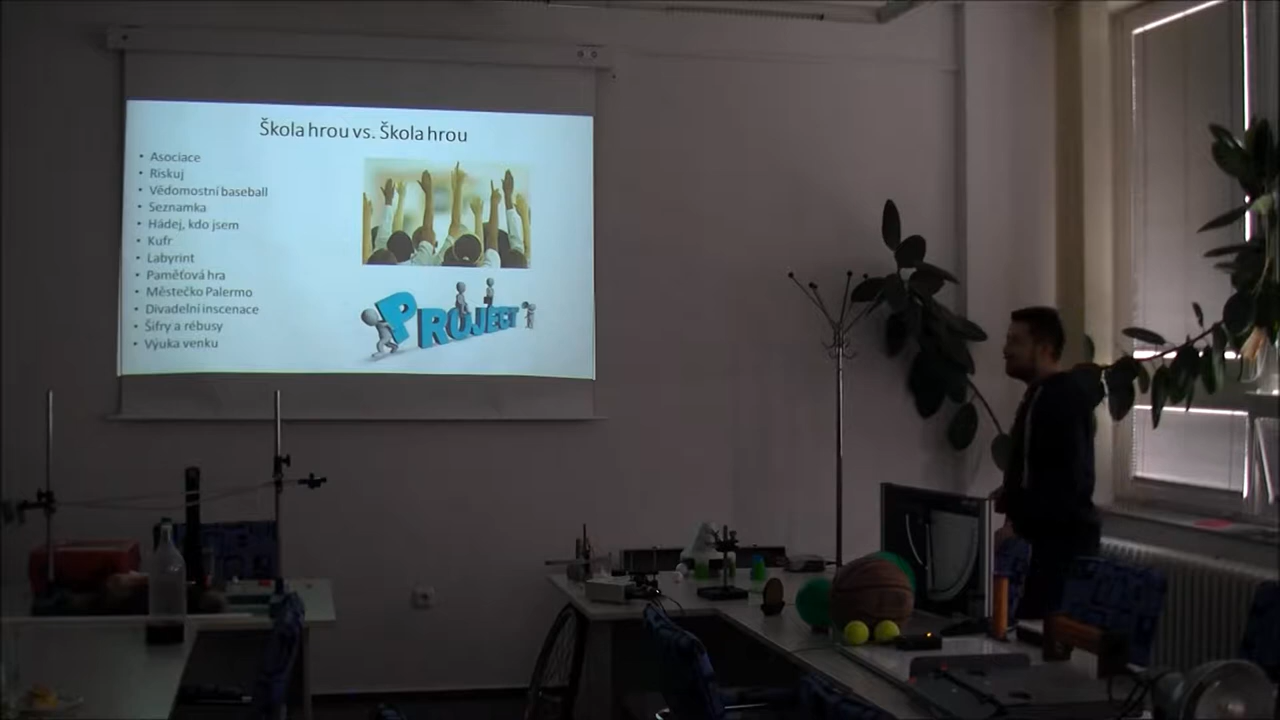 Škola hrou vs. Škola hrou
• Asociace
• Riskuj
• Vědomostní baseball
• Seznamka
• Hádej, kdo jsem
• Kufr
• Labyrint
• Paměťová hra
• Městečko Palermo
• Divadelní inscenace
• Šifry a rébusy
• Výuka venku
PROJECT